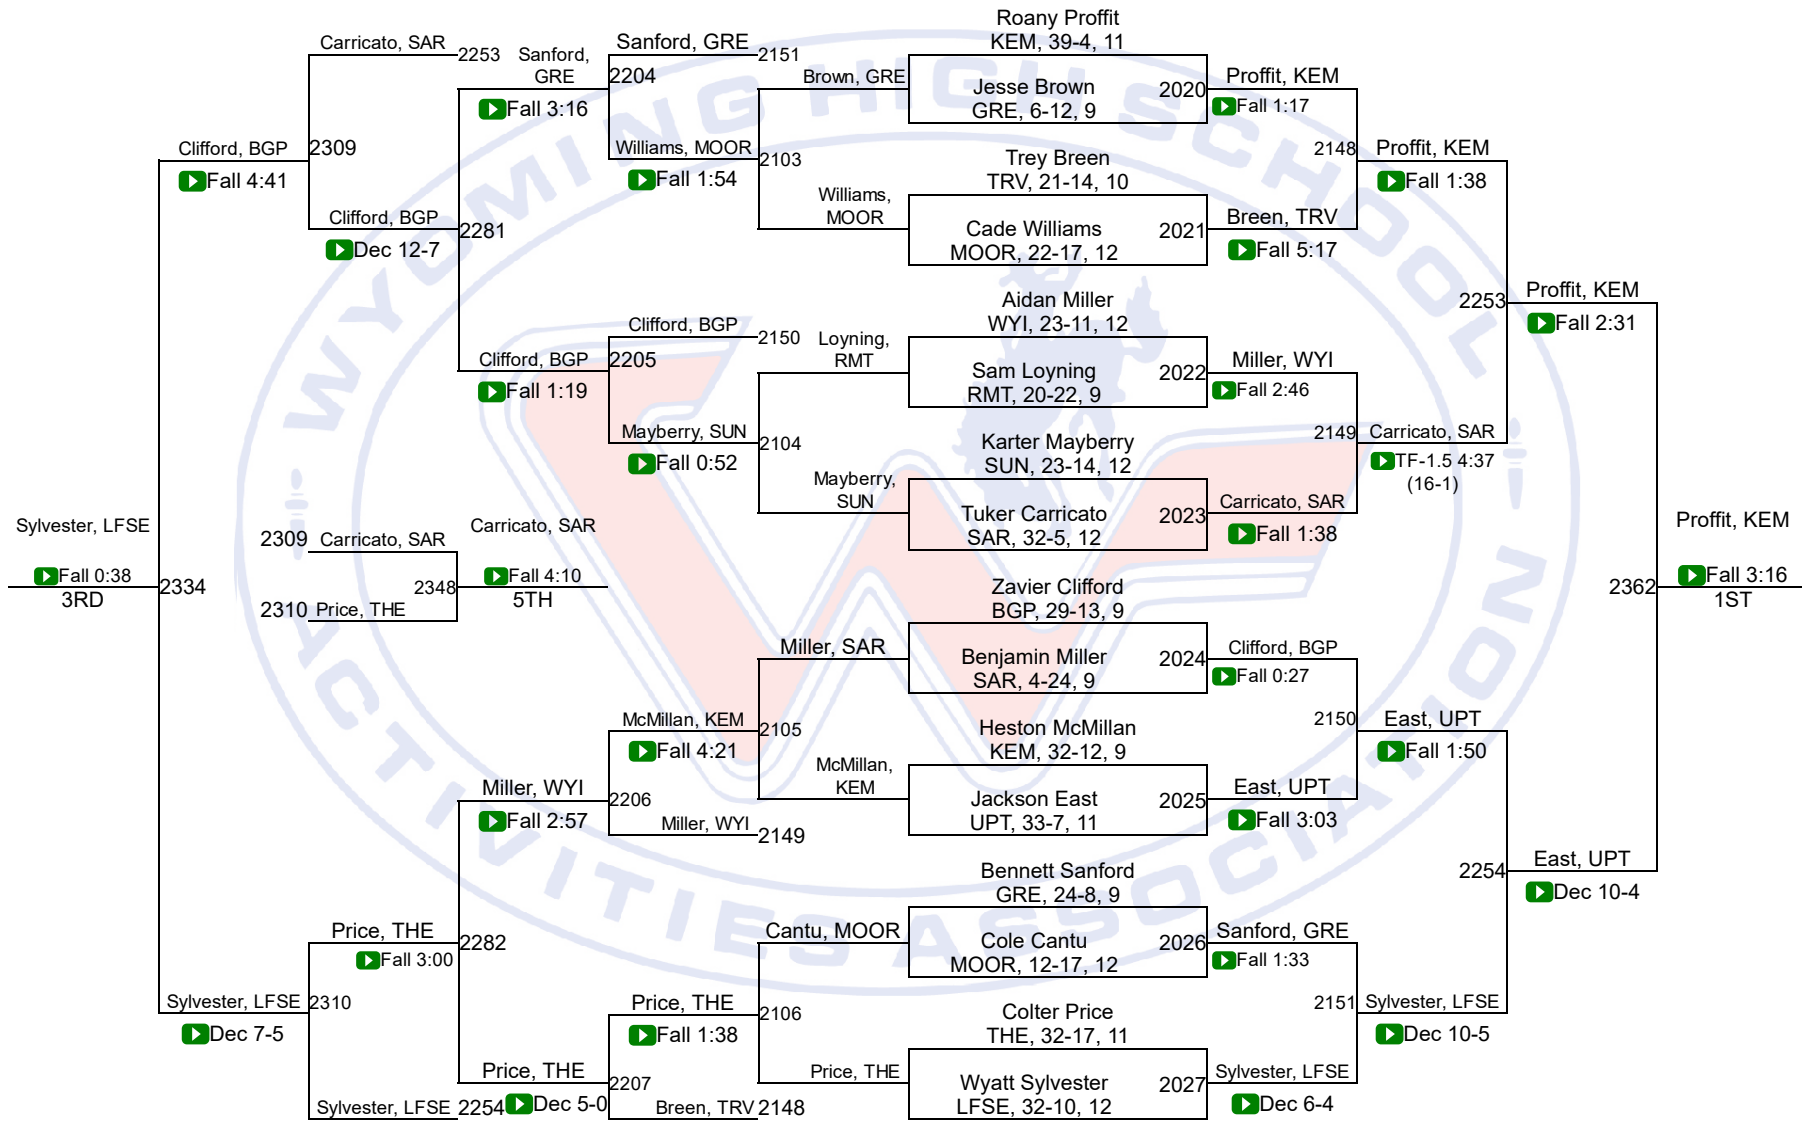 Roany Proffit
KEM, 39-4, 11
Carricato, SAR
2253
Sanford,
GRE
Sanford, GRE
2151
2204
Fall 3:16
Brown, GRE
Jesse Brown
GRE, 6-12, 9
2020
Proffit, KEM
Fall 1:17
Clifford, BGP
2309
Fall 4:41
Williams, MOOR
2103
Fall 1:54
Trey Breen
TRV, 21-14, 10
2148
Proffit, KEM
Fall 1:38
Clifford, BGP
2281
Dec 12-7
Williams,
MOOR
Cade Williams
MOOR, 22-17, 12
2021
Breen, TRV
Fall 5:17
Aidan Miller
WYI, 23-11, 12
2253
Proffit, KEM
Fall 2:31
Clifford, BGP
2150
Clifford, BGP
2205
Fall 1:19
Loyning,
RMT
Sam Loyning
RMT, 20-22, 9
2022
Miller, WYI
Fall 2:46
Mayberry, SUN
2104
Fall 0:52
Karter Mayberry
SUN, 23-14, 12
2149
Carricato, SAR
TF-1.5 4:37
(16-1)
Mayberry,
SUN
Tuker Carricato
SAR, 32-5, 12
2023
Carricato, SAR
Fall 1:38
Sylvester, LFSE
Fall 0:38
3RD
2334
2309
Carricato, SAR
2348
2310
Price, THE
Carricato, SAR
Fall 4:10
5TH
Zavier Clifford
BGP, 29-13, 9
2362
Proffit, KEM
Fall 3:16
1ST
Miller, SAR
Benjamin Miller
SAR, 4-24, 9
2024
Clifford, BGP
Fall 0:27
McMillan, KEM
2105
Fall 4:21
Heston McMillan
KEM, 32-12, 9
2150
East, UPT
Fall 1:50
Miller, WYI
2206
Fall 2:57
McMillan,
KEM
Jackson East
UPT, 33-7, 11
2025
East, UPT
Fall 3:03
Miller, WYI
2149
Bennett Sanford
GRE, 24-8, 9
2254
East, UPT
Dec 10-4
Price, THE
2282
Fall 3:00
Cantu, MOOR
Cole Cantu
MOOR, 12-17, 12
2026
Sanford, GRE
Fall 1:33
Sylvester, LFSE
2310
Dec 7-5
Price, THE
2106
Fall 1:38
Colter Price
THE, 32-17, 11
2151
Sylvester, LFSE
Dec 10-5
Price, THE
2207
Dec 5-0
Price, THE
Wyatt Sylvester
LFSE, 32-10, 12
2027
Sylvester, LFSE
Dec 6-4
Sylvester, LFSE
2254
Breen, TRV
2148
WYOMING HIGH SCHOOL
ACTIVITIES ASSOCIATION